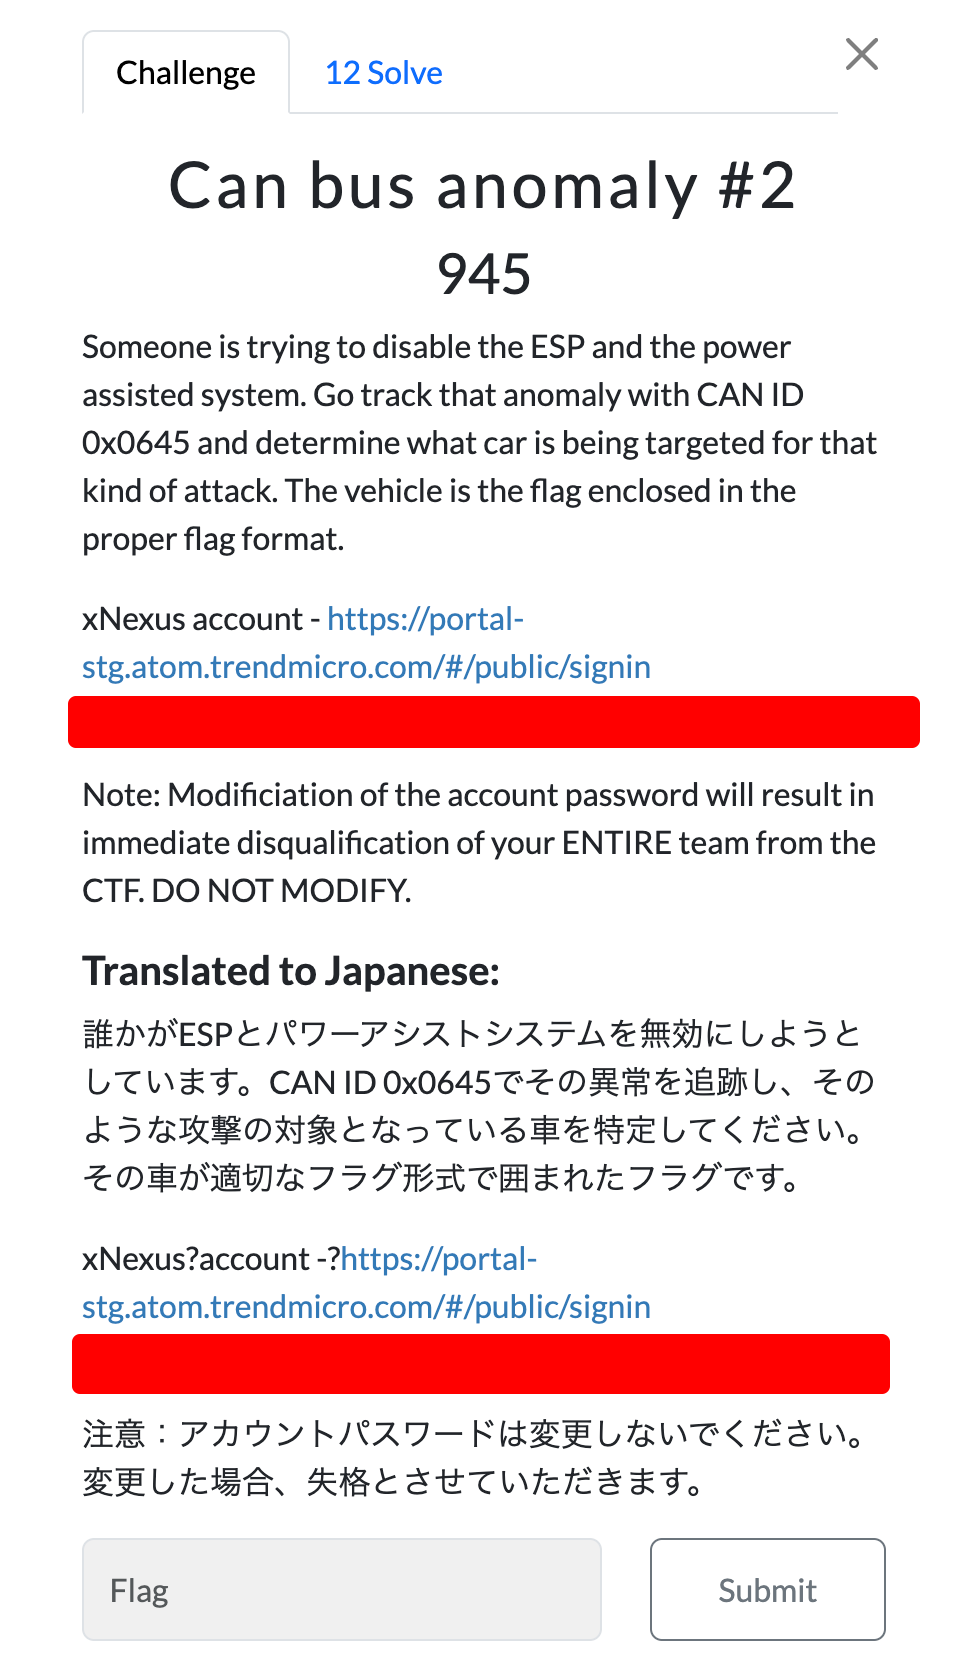 Challenge
12 Solve
Can bus anomaly #2
945
Someone is trying to disable the ESP and the power
assisted system. Go track that anomaly with CAN ID
0x0645 and determine what car is being targeted for that
kind of attack. The vehicle is the flag enclosed in the
proper flag format.
xNexus account - https://portal-
stg.atom.trendmicro.com/#/public/signin
Note: Modificiation of the account password will result in
immediate disqualification of your ENTIRE team from the
CTF. DO NOT MODIFY.
Translated to Japanese:
誰かがESPとパワーアシストシステムを無効にしようと
しています。CAN ID 0x0645でその異常を追跡し、その
ような攻撃の対象となっている車を特定してください。
その車が適切なフラグ形式で囲まれたフラグです。
xNexus?account -?https://portal-
stg.atom.trendmicro.com/#/public/signin
注意：アカウントパスワードは変更しないでください。
変更した場合、失格とさせていただきます。
Flag
Submit